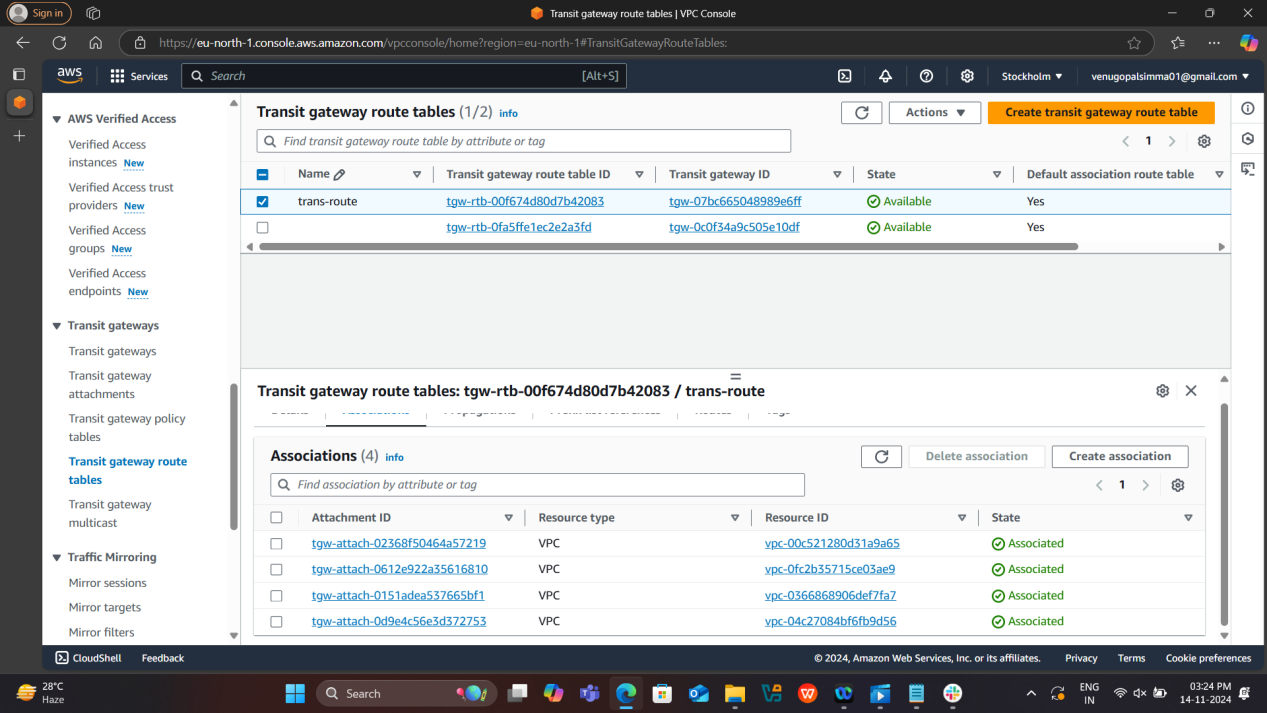 Sign in
Transit gateway route tables | VPC Console
https://eu-north-1.console.aws.amazon.com/vpcconsole/home?region=eu-north-1#TransitGatewayRouteTables:
aws
Services
Search
[Alt+S]
Stockholm
venugopalsimma01@gmail.com
AWS Verified Access
Verified Access
instances New
Verified Access trust
providers New
Verified Access
groups New
Verified Access
endpoints New
Transit gateways
Transit gateways
Transit gateway
attachments
Transit gateway policy
tables
Transit gateway route
tables
Transit gateway
multicast
Traffic Mirroring
Mirror sessions
Mirror targets
Mirror filters
Transit gateway route tables (1/2) info
Actions
Create transit gateway route table
Find transit gateway route table by attribute or tag
1
Name Transit gateway route table ID Transit gateway ID State Default association route table
trans-route tgw-rtb-00f674d80d7b42083 tgw-07bc665048989e6ff Available Yes
tgw-rtb-0fa5ffe1ec2e2a3fd tgw-0c0f34a9c505e10df Available Yes
Transit gateway route tables: tgw-rtb-00f674d80d7b42083 / trans-route
Details Associations Propagations Prefix list references Routes Tags
Associations (4) info
Delete association
Create association
Find association by attribute or tag
1
Attachment ID Resource type Resource ID State
tgw-attach-02368f50464a57219 VPC vpc-00c521280d31a9a65 Associated
tgw-attach-0612e922a35616810 VPC vpc-0fc2b35715ce03ae9 Associated
tgw-attach-0151adea537665bf1 VPC vpc-0366868906def7fa7 Associated
tgw-attach-0d9e4c56e3d372753 VPC vpc-04c27084bf6fb9d56 Associated
CloudShell Feedback
© 2024, Amazon Web Services, Inc. or its affiliates. Privacy Terms Cookie preferences
28°C
Haze
Search
ENG
IN
03:24 PM
14-11-2024